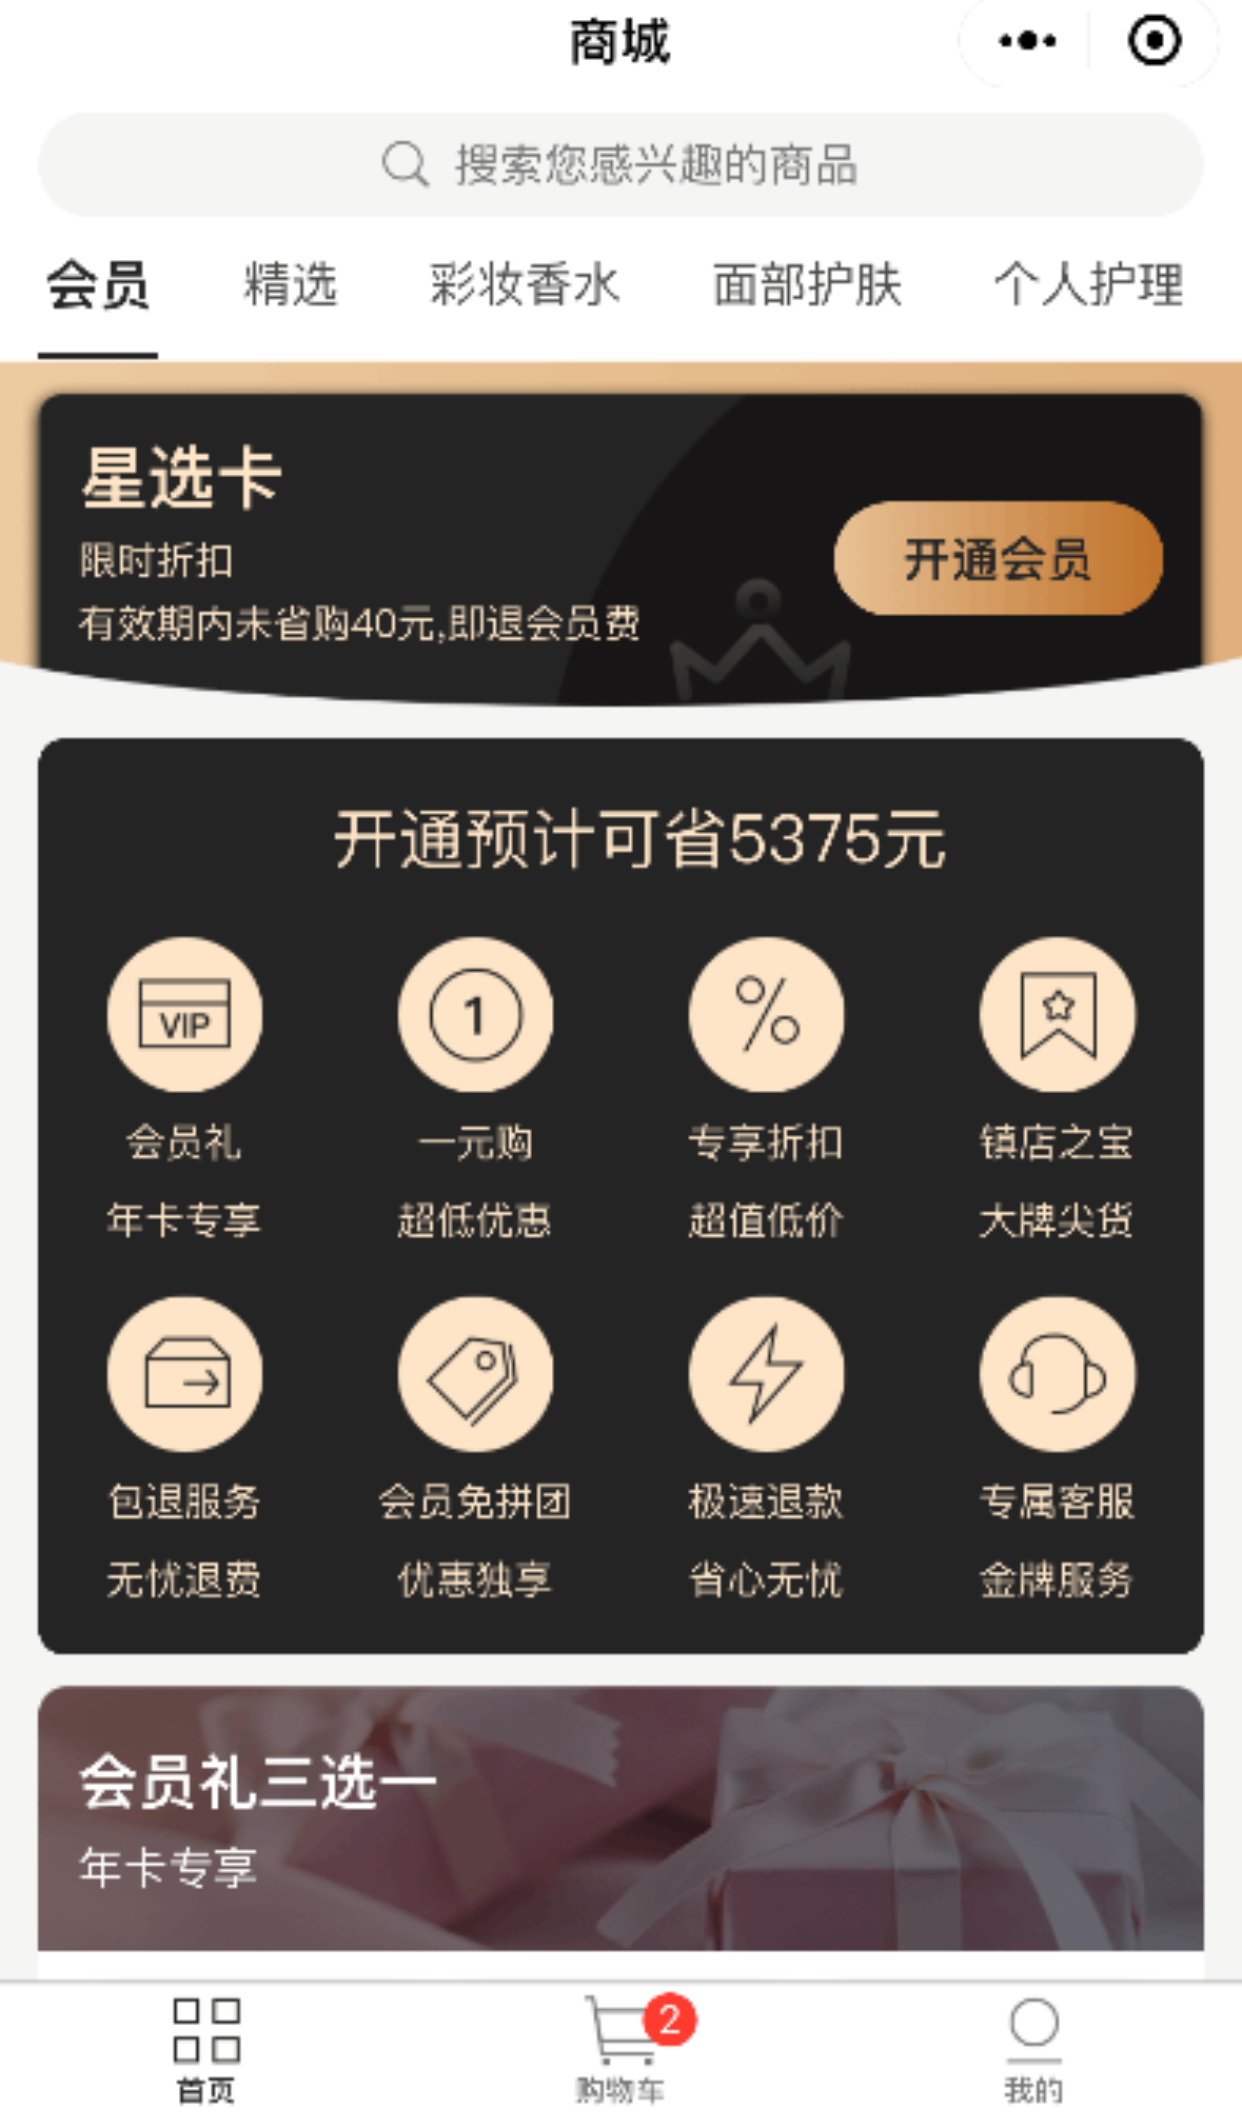 商城
搜索您感兴趣的商品
会员 精选 彩妆香水 面部护肤 个人护理
星选卡
限时折扣
开通会员
有效期内未省购40元,即退会员费
开通预计可省5375元
VIP 1 %
会员礼 一元购 专享折扣 镇店之宝
年卡专享 超低优惠 超值低价 大牌尖货
包退服务 会员免拼团 极速退款 专属客服
无忧退费 优惠独享 省心无忧 金牌服务
会员礼三选一
年卡专享
2
首页 购物车 我的